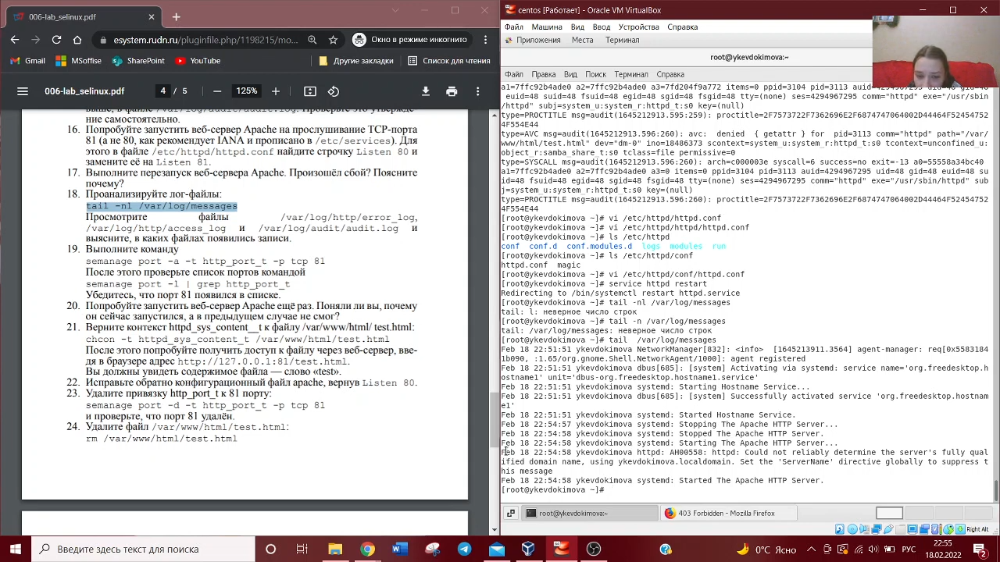 006-lab_selinux.pdf
centos [Работает] - Oracle VM VirtualBox
Файл Машина Вид Ввод Устройства Справка
esystem.rudn.ru/pluginfile.php/1198215/mo...
Окно в режиме инкогнито
Приложения Места Терминал
Gmail MSoffise SharePoint YouTube Другие закладки Список для чтения
root@ykevdokimova:~
Файл Правка Вид Поиск Терминал Справка
006-lab_selinux.pdf 4 / 5 125%
ние самостоятельно.
16. Попробуйте запустить веб-сервер Apache на прослушивание TCP-порта
81 (а не 80, как рекомендует IANA и прописано в /etc/services). Для
этого в файле /etc/httpd/httpd.conf найдите строчку Listen 80 и
замените её на Listen 81.
17. Выполните перезапуск веб-сервера Apache. Произошёл сбой? Поясните
почему?
18. Проанализируйте лог-файлы:
tail -nl /var/log/messages
Просмотрите файлы /var/log/http/error_log,
/var/log/http/access_log и /var/log/audit/audit.log и
выясните, в каких файлах появились записи.
19. Выполните команду
semanage port -a -t http_port_t -р tcp 81
После этого проверьте список портов командой
semanage port -l | grep http_port_t
Убедитесь, что порт 81 появился в списке.
20. Попробуйте запустить веб-сервер Apache ещё раз. Поняли ли вы, почему
он сейчас запустился, а в предыдущем случае не смог?
21. Верните контекст httpd_sys_cоntent__t к файлу /var/www/html/ test.html:
chcon -t httpd_sys_content_t /var/www/html/test.html
После этого попробуйте получить доступ к файлу через веб-сервер, вве-
дя в браузере адрес http://127.0.0.1:81/test.html.
Вы должны увидеть содержимое файла — слово «test».
22. Исправьте обратно конфигурационный файл apache, вернув Listen 80.
23. Удалите привязку http_port_t к 81 порту:
semanage port -d -t http_port_t -p tcp 81
и проверьте, что порт 81 удалён.
24. Удалите файл /var/www/html/test.html:
rm /var/www/html/test.html
a1=7ffc92b4ade0 a2=7ffc92b4ade0 a3=7fd204f9a772 items=0 ppid=3104 pid=3113 auid=4294967295 uid=48 gid=48
euid=48 suid=48 fsuid=48 egid=48 sgid=48 fsgid=48 tty=(none) ses=4294967295 comm="httpd" exe="/usr/sbin
/httpd" subj=system_u:system_r:httpd_t:s0 key=(null)
type=PROCTITLE msg=audit(1645212913.595:259): proctitle=2F7573722F7362696E2F6874747064002D44464F52454752
4F554E44
type=AVC msg=audit(1645212913.596:260): avc: denied { getattr } for pid=3113 comm="httpd" path="/var/
www/html/test.html" dev="dm-0" ino=18486373 scontext=system_u:system_r:httpd_t:s0 tcontext=unconfined_u:
object_r:samba_share_t:s0 tclass=file permissive=0
type=SYSCALL msg=audit(1645212913.596:260): arch=c000003e syscall=6 success=no exit=-13 a0=55558a34bc40
a1=7ffc92b4ade0 a2=7ffc92b4ade0 a3=0 items=0 ppid=3104 pid=3113 auid=4294967295 uid=48 gid=48 euid=48 su
id=48 fsuid=48 egid=48 sgid=48 fsgid=48 tty=(none) ses=4294967295 comm="httpd" exe="/usr/sbin/httpd" sub
j=system_u:system_r:httpd_t:s0 key=(null)
type=PROCTITLE msg=audit(1645212913.596:260): proctitle=2F7573722F7362696E2F6874747064002D44464F52454752
4F554E44
[root@ykevdokimova ~]# vi /etc/httpd/httpd.conf
[root@ykevdokimova ~]# vi /etc/httpd/httpd/httpd.conf
[root@ykevdokimova ~]# ls /etc/httpd
conf conf.d conf.modules.d logs modules run
[root@ykevdokimova ~]# ls /etc/httpd/conf
httpd.conf magic
[root@ykevdokimova ~]# vi /etc/httpd/conf/httpd.conf
[root@ykevdokimova ~]# service httpd restart
Redirecting to /bin/systemctl restart httpd.service
[root@ykevdokimova ~]# tail -nl /var/log/messages
tail: l: неверное число строк
[root@ykevdokimova ~]# tail -n /var/log/messages
tail: /var/log/messages: неверное число строк
[root@ykevdokimova ~]# tail /var/log/messages
Feb 18 22:51:51 ykevdokimova NetworkManager[832]: <info> [1645213911.3564] agent-manager: req[0x5583184
1b090, :1.65/org.gnome.Shell.NetworkAgent/1000]: agent registered
Feb 18 22:51:51 ykevdokimova dbus[685]: [system] Activating via systemd: service name='org.freedesktop.h
ostname1' unit='dbus-org.freedesktop.hostname1.service'
Feb 18 22:51:51 ykevdokimova systemd: Starting Hostname Service...
Feb 18 22:51:51 ykevdokimova dbus[685]: [system] Successfully activated service 'org.freedesktop.hostnam
e1'
Feb 18 22:51:51 ykevdokimova systemd: Started Hostname Service.
Feb 18 22:54:57 ykevdokimova systemd: Stopping The Apache HTTP Server...
Feb 18 22:54:58 ykevdokimova systemd: Stopped The Apache HTTP Server.
Feb 18 22:54:58 ykevdokimova systemd: Starting The Apache HTTP Server...
Feb 18 22:54:58 ykevdokimova httpd: AH00558: httpd: Could not reliably determine the server's fully qual
ified domain name, using ykevdokimova.localdomain. Set the 'ServerName' directive globally to suppress t
his message
Feb 18 22:54:58 ykevdokimova systemd: Started The Apache HTTP Server.
[root@ykevdokimova ~]#
root@ykevdokimova:~ 403 Forbidden - Mozilla Firefox
Right Alt
Введите здесь текст для поиска
0°C Ясно РУС 22:55
18.02.2022
2